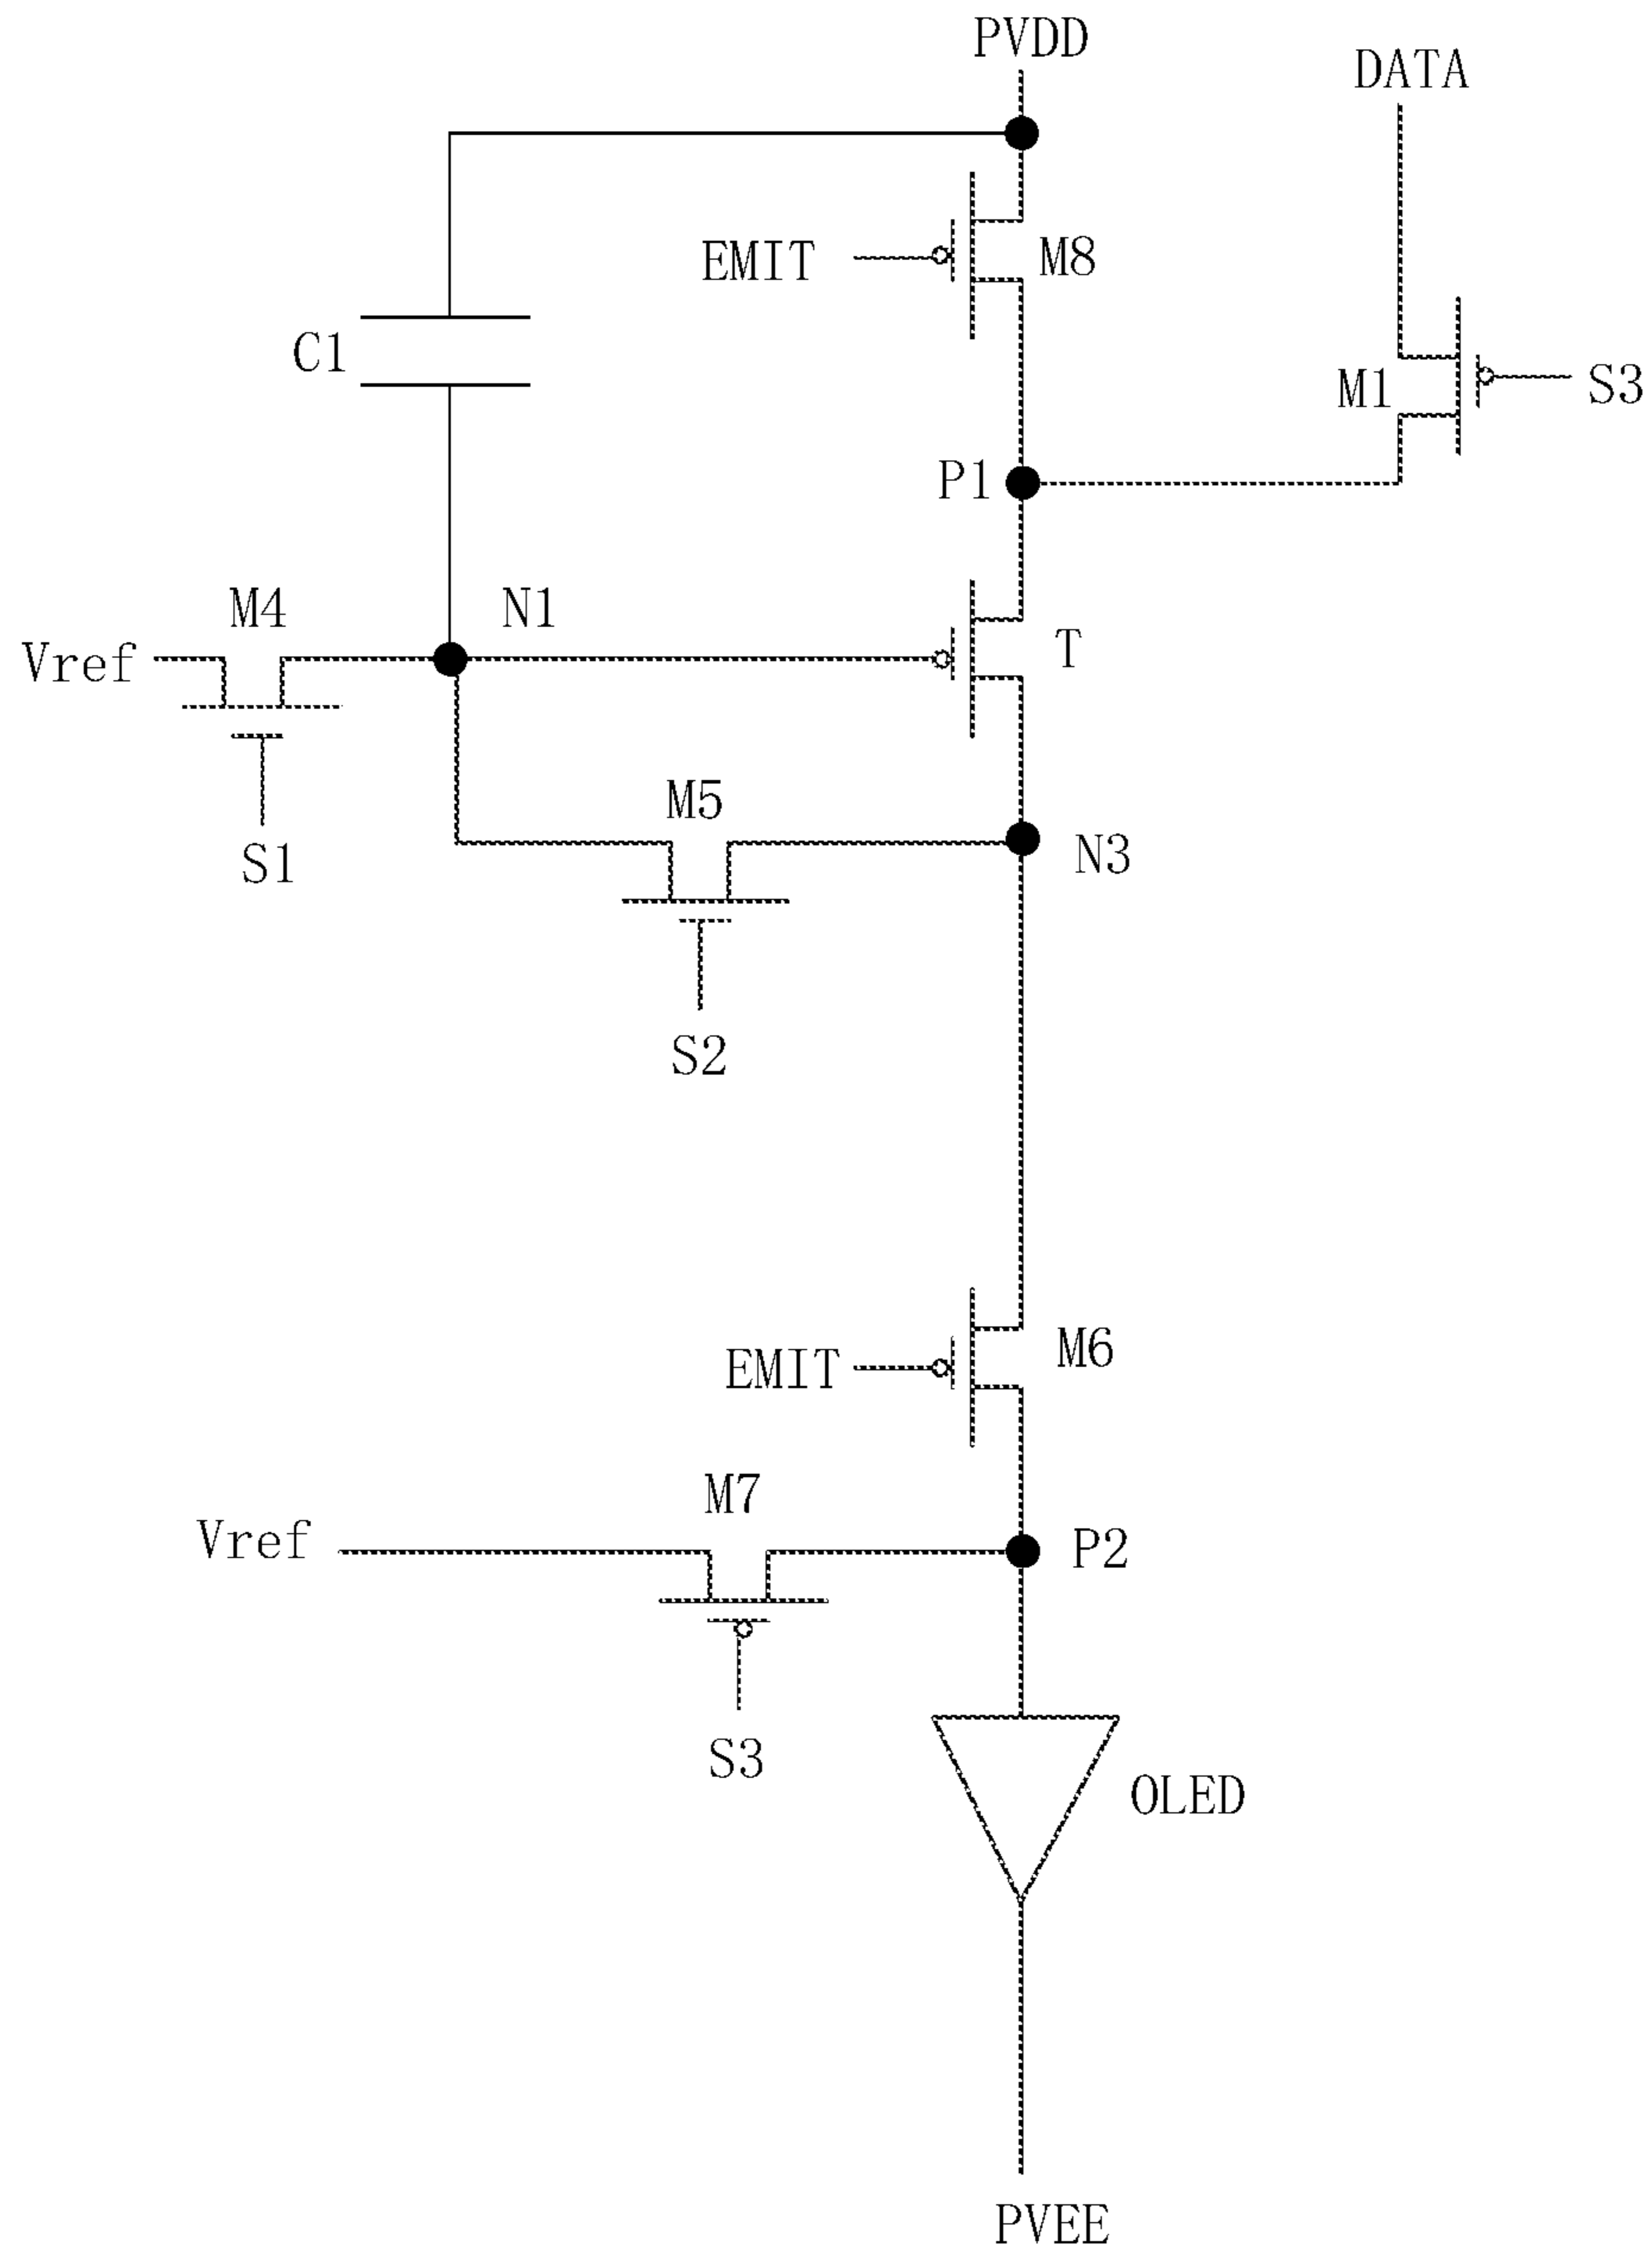 PVDD
DATA
EMIT
M8
C1
M1
S3
P1
M4
N1
Vref
T
M5
S1
N3
S2
EMIT
M6
M7
Vref
P2
S3
OLED
PVEE